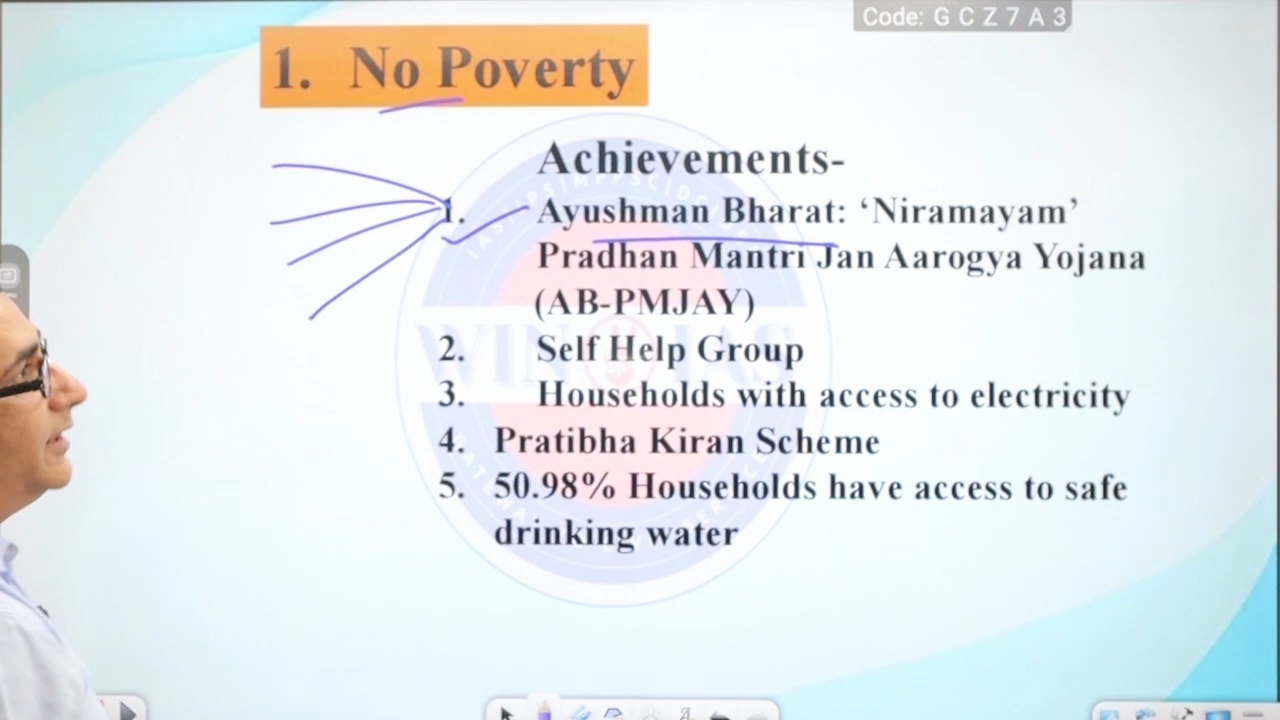 Code: G C Z 7 A 3
1. No Poverty
Achievements-
1. Ayushman Bharat: ‘Niramayam’
Pradhan Mantri Jan Aarogya Yojana
(AB-PMJAY)
2. Self Help Group
3. Households with access to electricity
4. Pratibha Kiran Scheme
5. 50.98% Households have access to safe
drinking water
WIN IAS